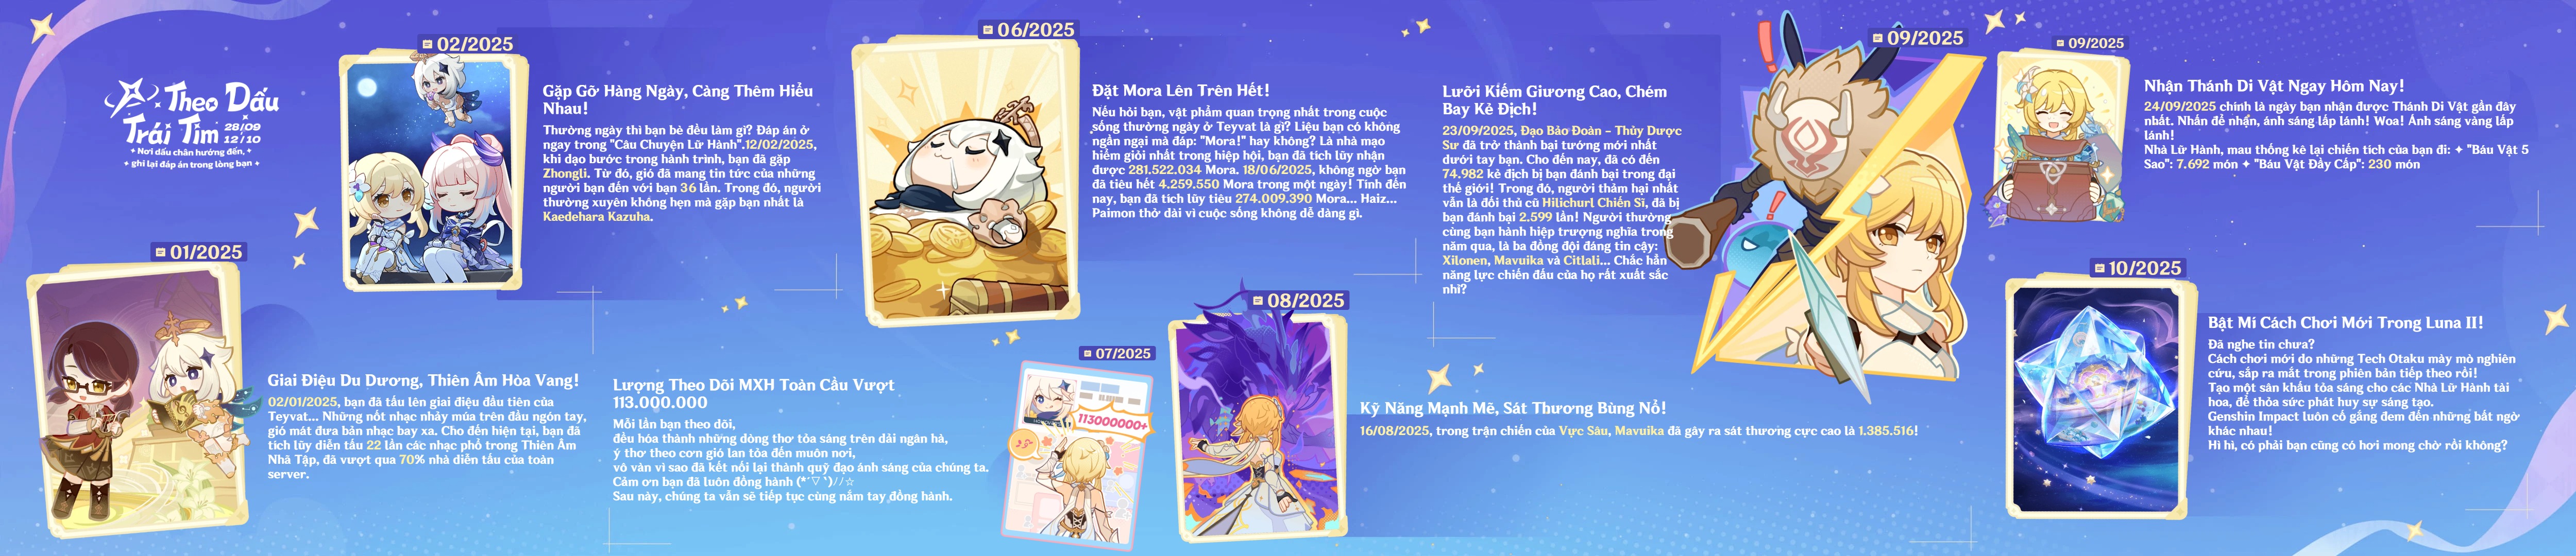 Theo Dấu
Trái Tim
28/09
12/10
✦ Nơi dấu chân hướng đến, ✦
✦ ghi lại đáp án trong lòng bạn ✦
01/2025
Giai Điệu Du Dương, Thiên Âm Hòa Vang!
02/01/2025, bạn đã tấu lên giai điệu đầu tiên của
Teyvat... Những nốt nhạc nhảy múa trên đầu ngón tay,
gió mát đưa bản nhạc bay xa. Cho đến hiện tại, bạn đã
tích lũy diễn tấu 22 lần các nhạc phổ trong Thiên Âm
Nhã Tập, đã vượt qua 70% nhà diễn tấu của toàn
server.
02/2025
Gặp Gỡ Hàng Ngày, Càng Thêm Hiểu
Nhau!
Thường ngày thì bạn bè đều làm gì? Đáp án ở
ngay trong "Câu Chuyện Lữ Hành".12/02/2025,
khi dạo bước trong hành trình, bạn đã gặp
Zhongli. Từ đó, gió đã mang tin tức của những
người bạn đến với bạn 36 lần. Trong đó, người
thường xuyên không hẹn mà gặp bạn nhất là
Kaedehara Kazuha.
06/2025
Đặt Mora Lên Trên Hết!
Nếu hỏi bạn, vật phẩm quan trọng nhất trong cuộc
sống thường ngày ở Teyvat là gì? Liệu bạn có không
ngần ngại mà đáp: "Mora!" hay không? Là nhà mạo
hiểm giỏi nhất trong hiệp hội, bạn đã tích lũy nhận
được 281.522.034 Mora. 18/06/2025, không ngờ bạn
đã tiêu hết 4.259.550 Mora trong một ngày! Tính đến
nay, bạn đã tích lũy tiêu 274.009.390 Mora... Haiz...
Paimon thở dài vì cuộc sống không dễ dàng gì.
Lượng Theo Dõi MXH Toàn Cầu Vượt
113.000.000
Mỗi lần bạn theo dõi,
đều hóa thành những dòng thơ tỏa sáng trên dải ngân hà,
ý thơ theo cơn gió lan tỏa đến muôn nơi,
vô vàn vì sao đã kết nối lại thành quỹ đạo ánh sáng của chúng ta.
Cảm ơn bạn đã luôn đồng hành (*´▽`)//☆
Sau này, chúng ta vẫn sẽ tiếp tục cùng nắm tay đồng hành.
07/2025
113000000+
08/2025
Kỹ Năng Mạnh Mẽ, Sát Thương Bùng Nổ!
16/08/2025, trong trận chiến của Vực Sâu, Mavuika đã gây ra sát thương cực cao là 1.385.516!
09/2025
Lưỡi Kiếm Giương Cao, Chém
Bay Kẻ Địch!
23/09/2025, Đạo Bảo Đoàn - Thủy Dược
Sư đã trở thành bại tướng mới nhất
dưới tay bạn. Cho đến nay, đã có đến
74.982 kẻ địch bị bạn đánh bại trong đại
thế giới! Trong đó, người thảm hại nhất
vẫn là đối thủ cũ Hilichurl Chiến Sĩ, đã bị
bạn đánh bại 2.599 lần! Người thường
cùng bạn hành hiệp trượng nghĩa trong
năm qua, là ba đồng đội đáng tin cậy:
Xilonen, Mavuika và Citlali... Chắc hẳn
năng lực chiến đấu của họ rất xuất sắc
nhỉ?
09/2025
Nhận Thánh Di Vật Ngay Hôm Nay!
24/09/2025 chính là ngày bạn nhận được Thánh Di Vật gần đây
nhất. Nhấn để nhận, ánh sáng lấp lánh! Woa! Ánh sáng vàng lấp
lánh!
Nhà Lữ Hành, mau thống kê lại chiến tích của bạn đi: ✦ "Báu Vật 5
Sao": 7.692 món ✦ "Báu Vật Đầy Cấp": 230 món
10/2025
Bật Mí Cách Chơi Mới Trong Luna II!
Đã nghe tin chưa?
Cách chơi mới do những Tech Otaku mày mò nghiên
cứu, sắp ra mắt trong phiên bản tiếp theo rồi!
Tạo một sân khấu tỏa sáng cho các Nhà Lữ Hành tài
hoa, để thỏa sức phát huy sự sáng tạo.
Genshin Impact luôn cố gắng đem đến những bất ngờ
khác nhau!
Hì hì, có phải bạn cũng có hơi mong chờ rồi không?